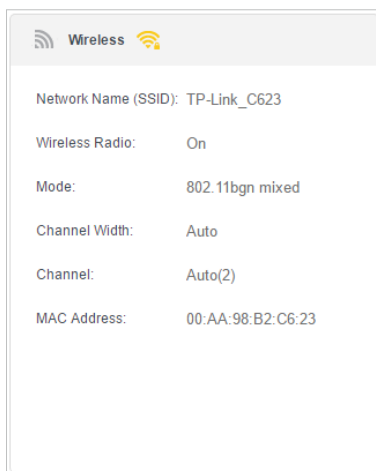 Wireless
Network Name (SSID): TP-Link_C623
Wireless Radio: On
Mode: 802.11bgn mixed
Channel Width: Auto
Channel: Auto(2)
MAC Address: 00:AA:98:B2:C6:23